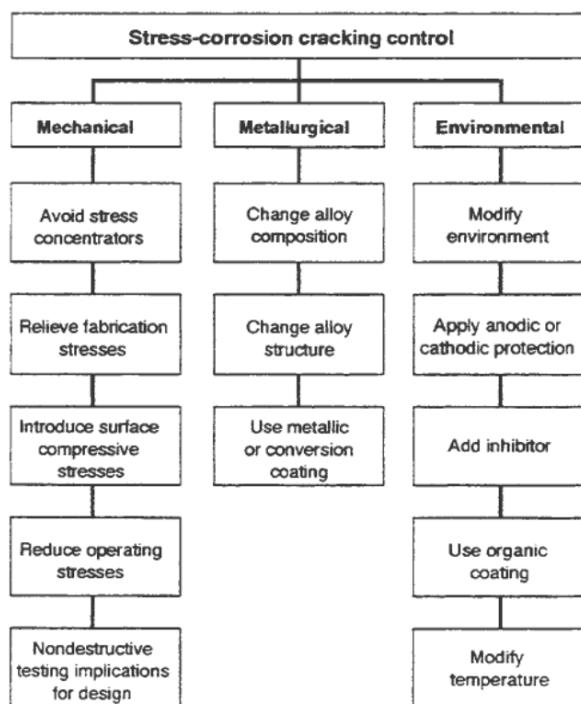 Stress-corrosion cracking control
Mechanical
Avoid stress
concentrators
Relieve fabrication
stresses
Introduce surface
compressive
stresses
Reduce operating
stresses
Nondestructive
testing implications
for design
Metallurgical
Change alloy
composition
Change alloy
structure
Use metallic
or conversion
coating
Environmental
Modify
environment
Apply anodic or
cathodic protection
Add inhibitor
Use organic
coating
Modify
temperature